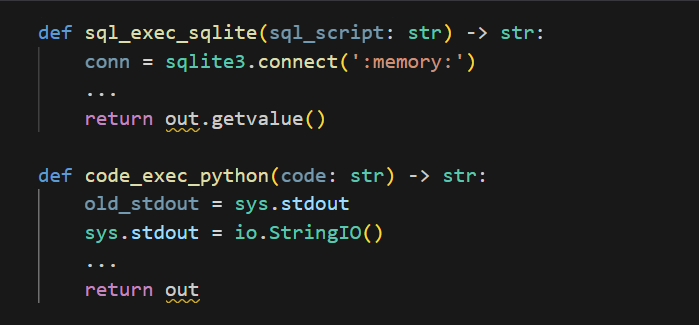 def sql_exec_sqlite(sql_script: str) -> str:
    conn = sqlite3.connect(':memory:')
    ...
    return out.getvalue()
def code_exec_python(code: str) -> str:
    old_stdout = sys.stdout
    sys.stdout = io.StringIO()
    ...
    return out